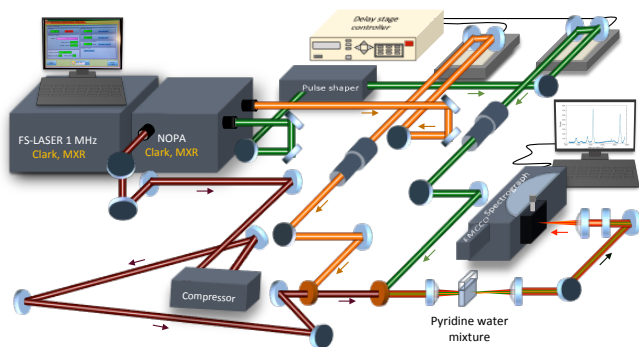 Delay stage
controller
Pulse shaper
FS-LASER 1 MHz
Clark, MXR
NOPA
Clark, MXR
EMCCD
Spectrograph
Compressor
Pyridine water
mixture